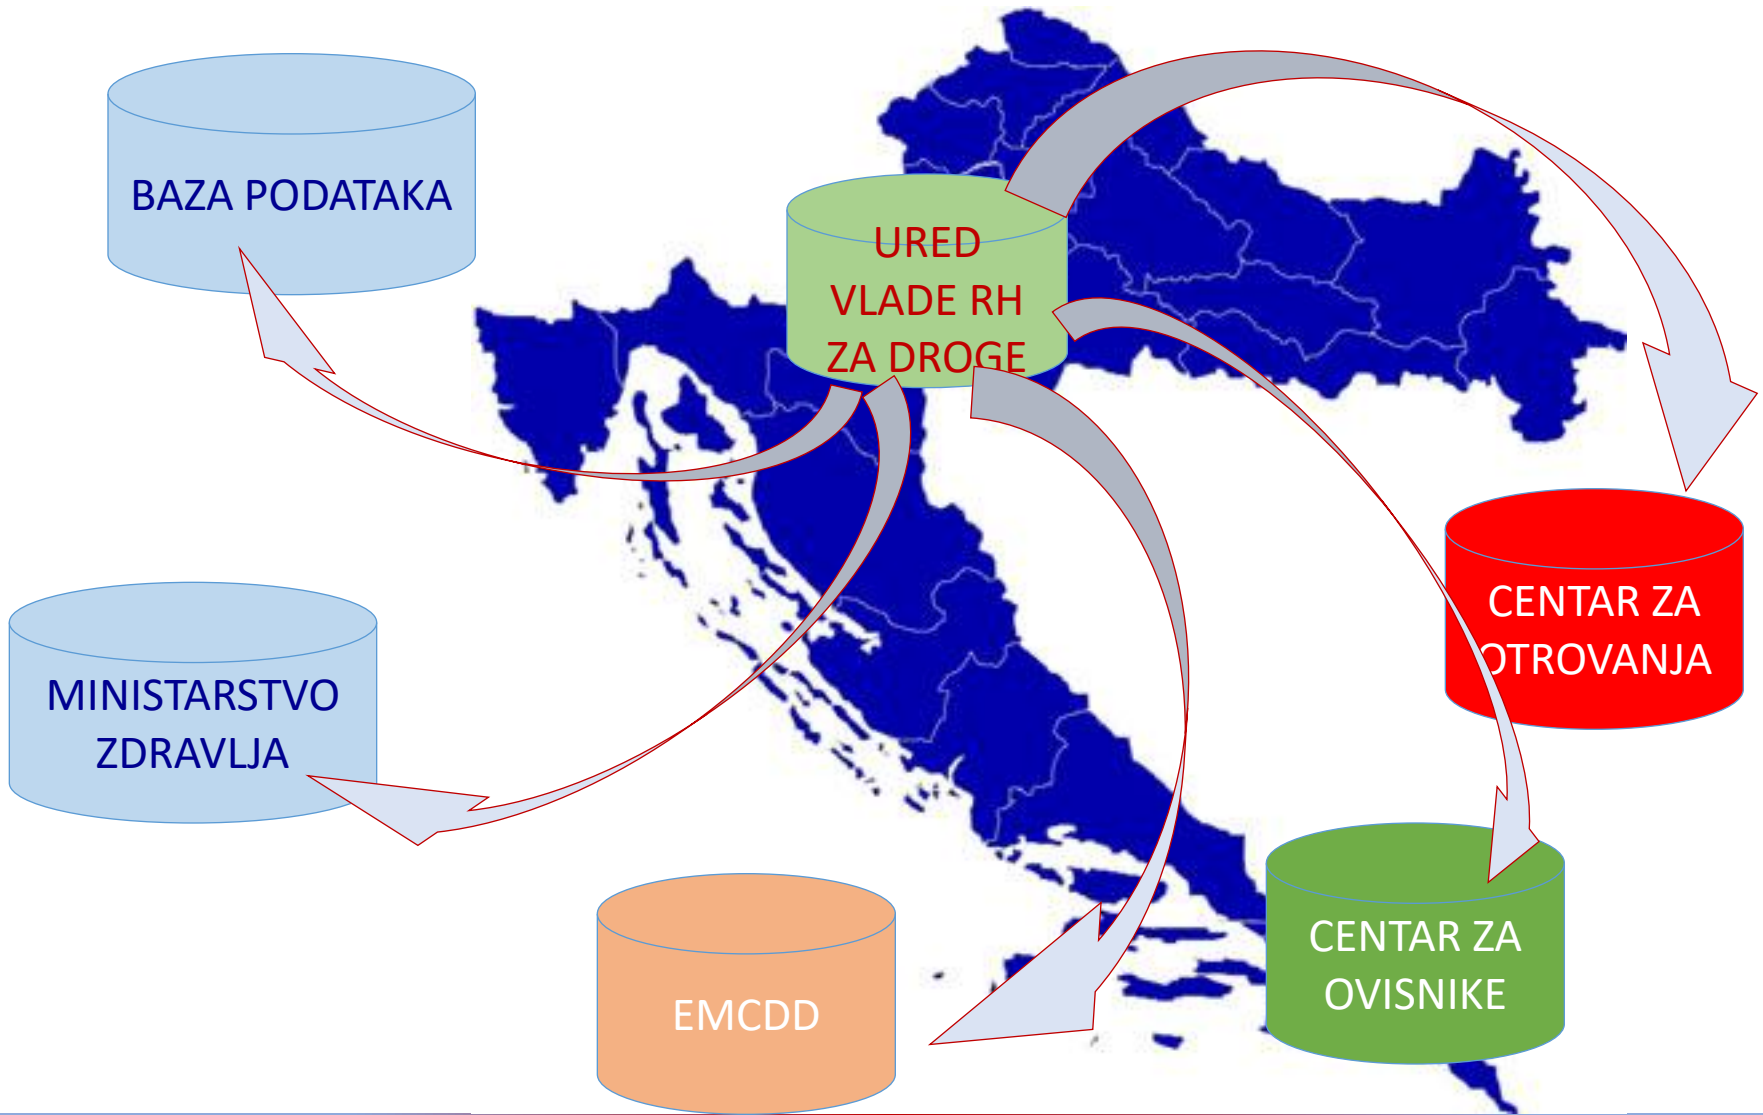 BAZA PODATAKA
URED
VLADE RH
ZA DROGE
CENTAR ZA
OTROVANJA
MINISTARSTVO
ZDRAVLJA
CENTAR ZA
OVISNIKE
EMCDD